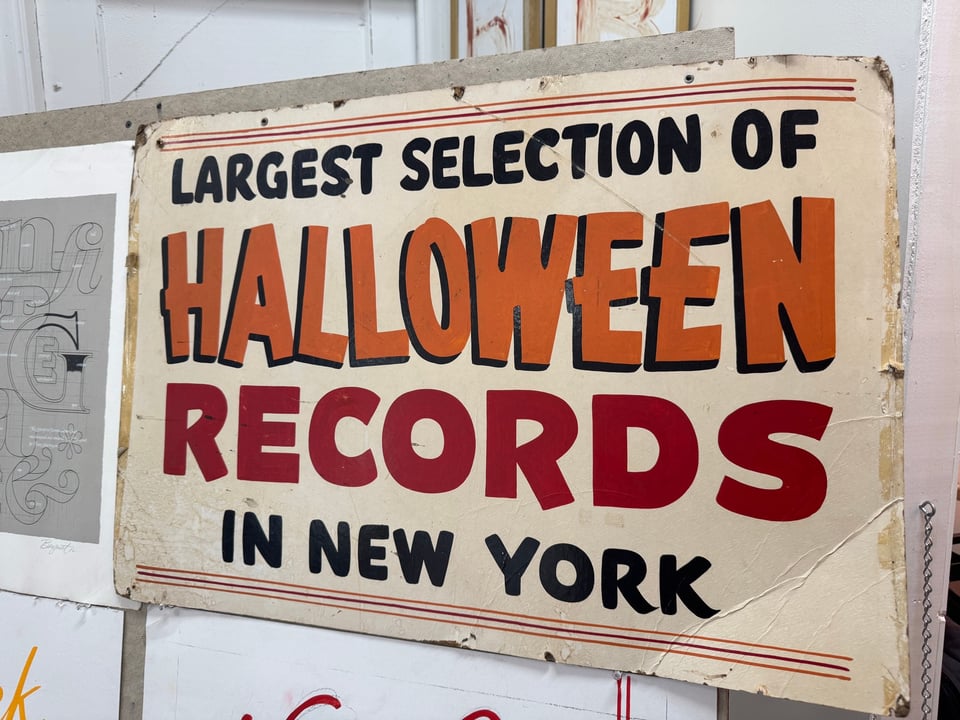 LARGEST SELECTION OF
HALLOWEEN
RECORDS
IN NEW YORK